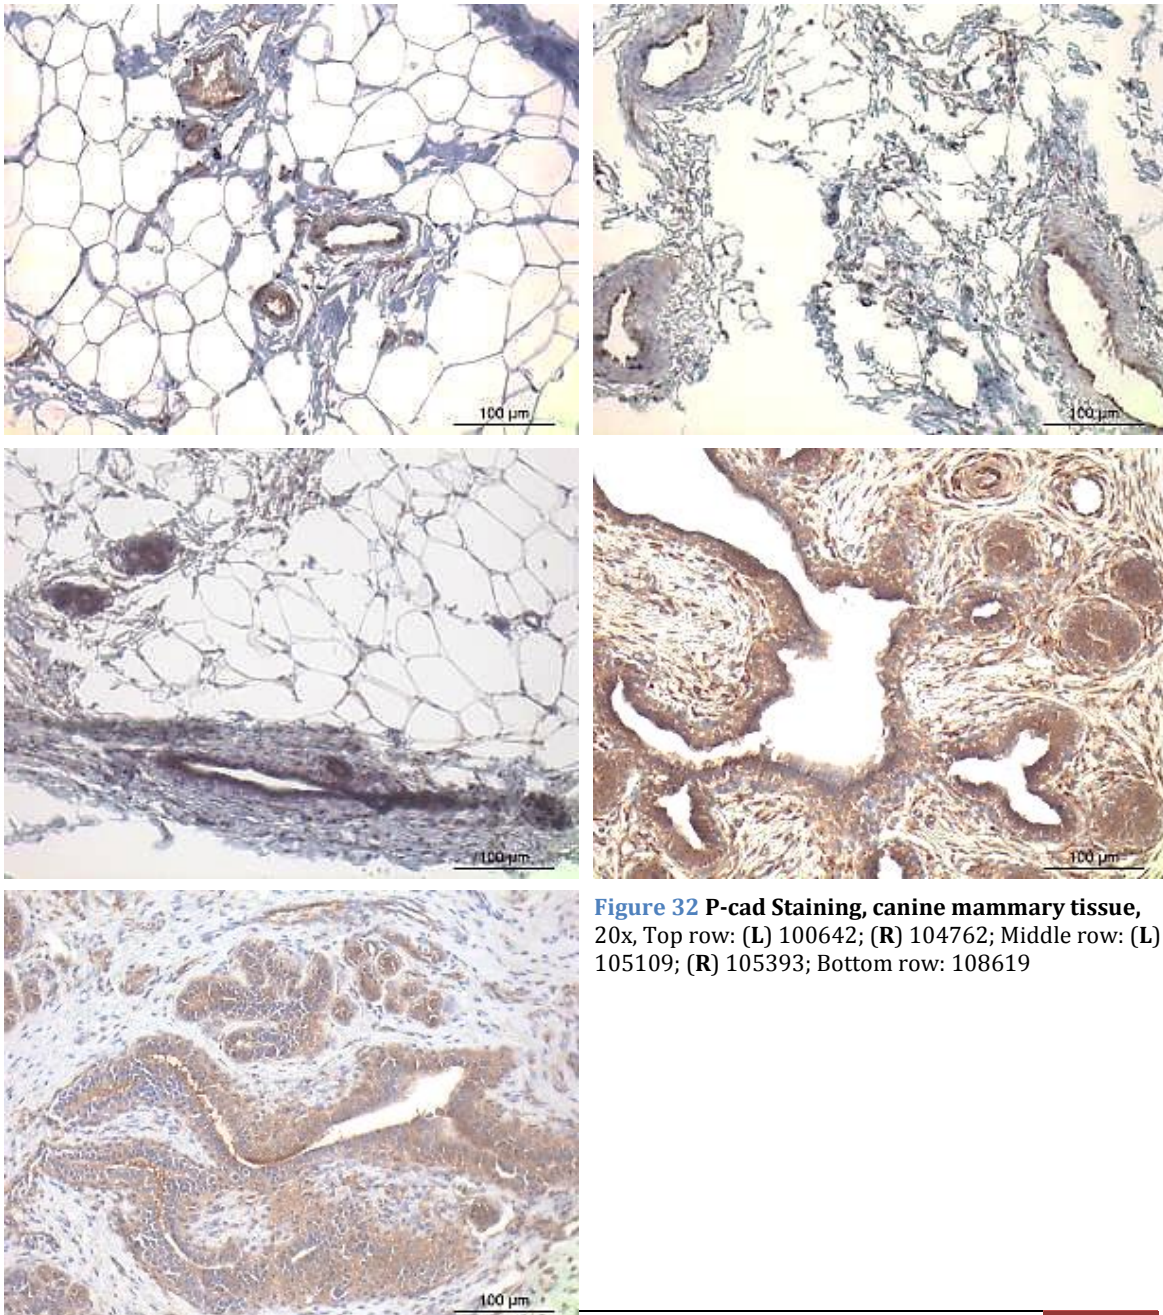 100 µm
100 µm
100 µm
100 µm
Figure 32 P-cad Staining, canine mammary tissue,
20x, Top row: (L) 100642; (R) 104762; Middle row: (L)
105109; (R) 105393; Bottom row: 108619
100 µm